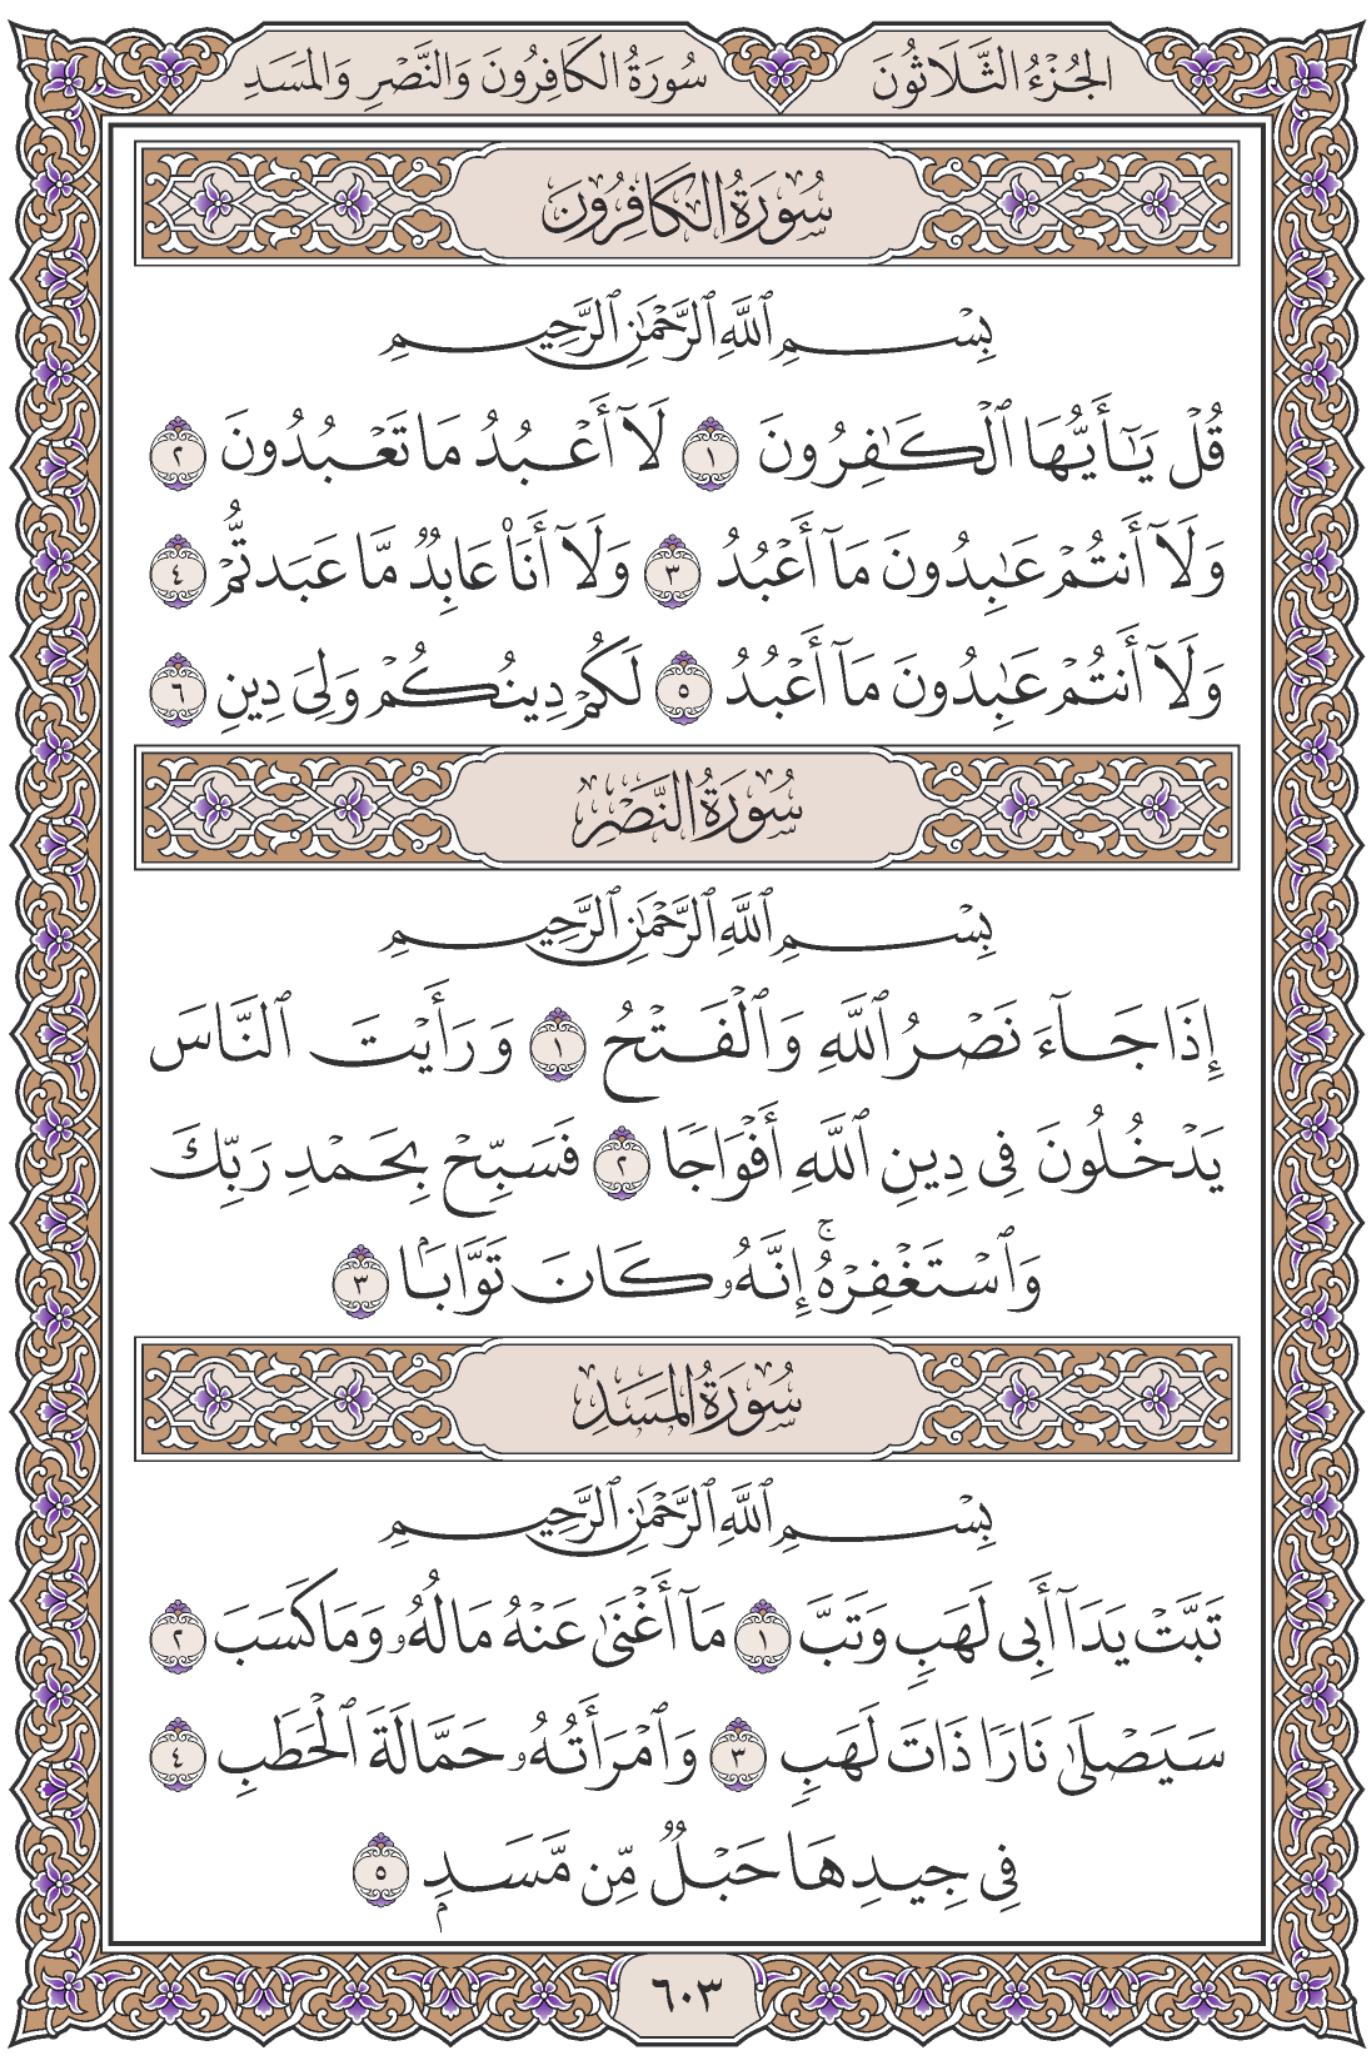 الجُزْءُ الثَّلَاثُونَ
سُورَةُ الكَافِرُونَ وَالنَّصْرِ وَالمَسَدِ
سُورَةُ الكَافِرُونَ
بِسْمِ ٱللَّهِ ٱلرَّحْمَٰنِ ٱلرَّحِيمِ
قُلْ يَٰٓأَيُّهَا ٱلْكَٰفِرُونَ ١ لَآ أَعْبُدُ مَا تَعْبُدُونَ ٢
وَلَآ أَنتُمْ عَٰبِدُونَ مَآ أَعْبُدُ ٣ وَلَآ أَنَا۠ عَابِدٌ مَّا عَبَدتُّمْ ٤
وَلَآ أَنتُمْ عَٰبِدُونَ مَآ أَعْبُدُ ٥ لَكُمْ دِينُكُمْ وَلِىَ دِينِ ٦
سُورَةُ النَّصْرِ
بِسْمِ ٱللَّهِ ٱلرَّحْمَٰنِ ٱلرَّحِيمِ
إِذَا جَآءَ نَصْرُ ٱللَّهِ وَٱلْفَتْحُ ١ وَرَأَيْتَ ٱلنَّاسَ
يَدْخُلُونَ فِى دِينِ ٱللَّهِ أَفْوَاجًا ٢ فَسَبِّحْ بِحَمْدِ رَبِّكَ
وَٱسْتَغْفِرْهُ ۚ إِنَّهُۥ كَانَ تَوَّابَۢا ٣
سُورَةُ المَسَدِ
بِسْمِ ٱللَّهِ ٱلرَّحْمَٰنِ ٱلرَّحِيمِ
تَبَّتْ يَدَآ أَبِى لَهَبٍ وَتَبَّ ١ مَآ أَغْنَىٰ عَنْهُ مَالُهُۥ وَمَا كَسَبَ ٢
سَيَصْلَىٰ نَارًا ذَاتَ لَهَبٍ ٣ وَٱمْرَأَتُهُۥ حَمَّالَةَ ٱلْحَطَبِ ٤
فِى جِيدِهَا حَبْلٌ مِّن مَّسَدٍۭ ٥
٦٠٣